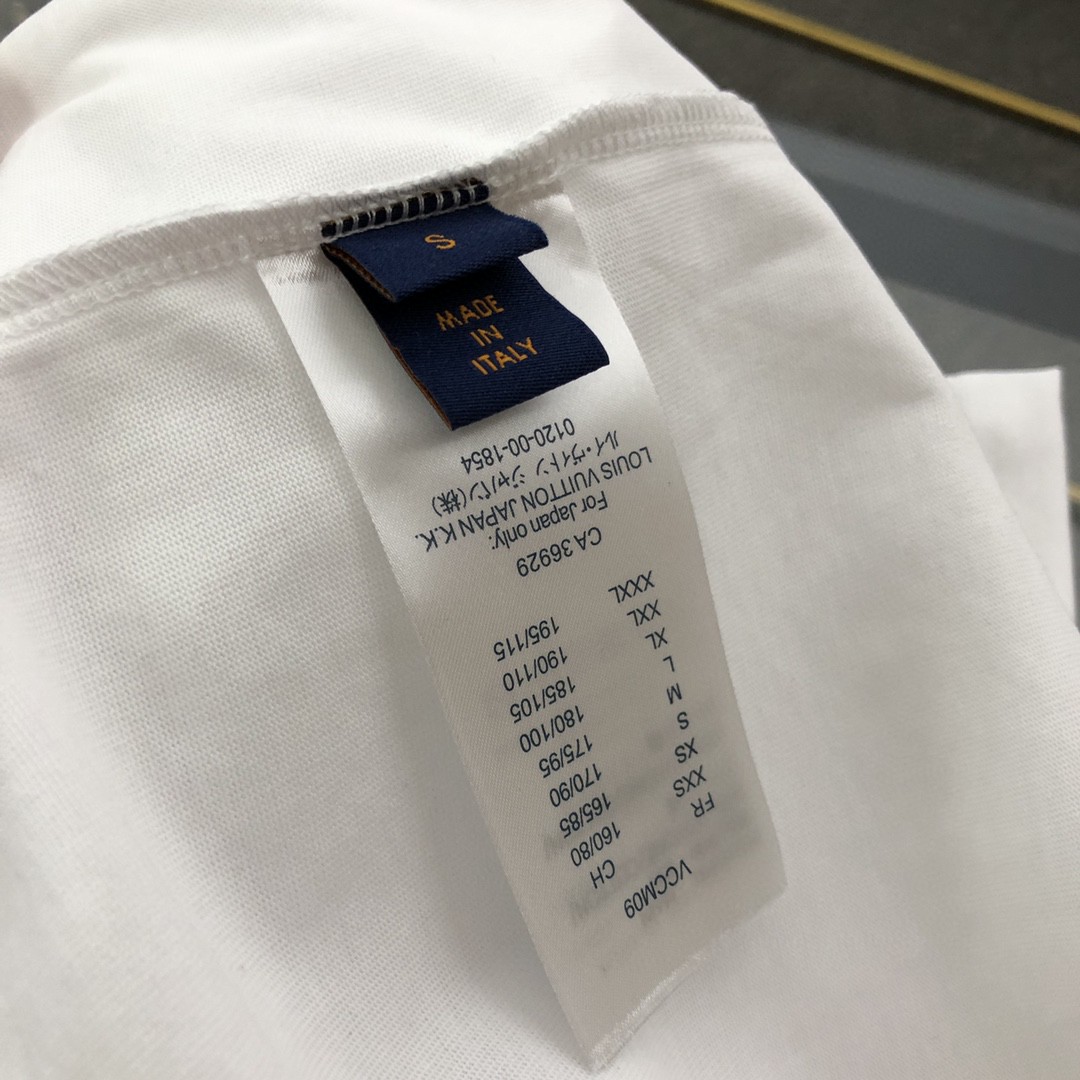 S
MADE
IN
ITALY
VCCM09
FR CH
XXS 160/80
XS 165/85
S 170/90
M 175/95
L 180/100
XL 185/105
XXL 190/110
XXXL 195/115
CA 36929
For Japan only:
LOUIS VUITTON JAPAN K.K.
ルイ・ヴィトン ジャパン(株)
0120-00-1854